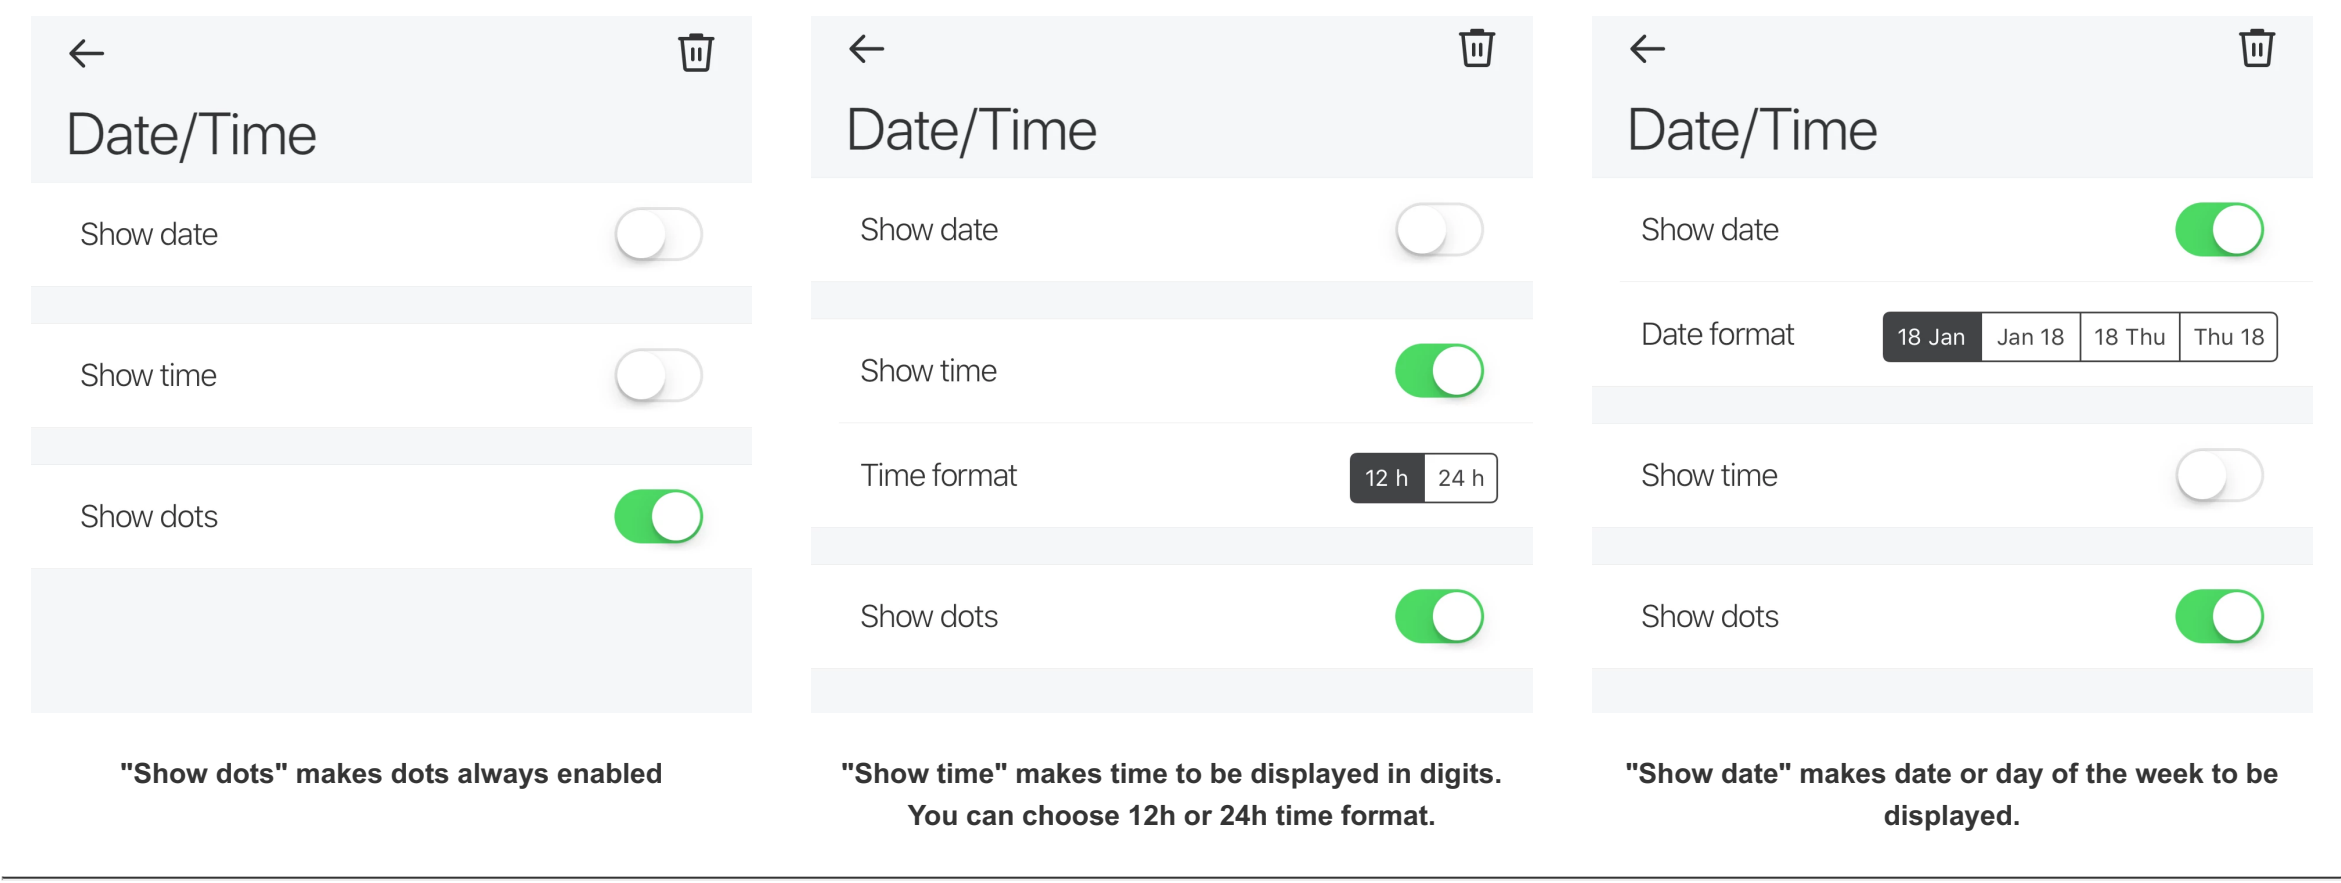 Date/Time
Show date
Show time
Show dots
"Show dots" makes dots always enabled
Date/Time
Show date
Show time
Time format
12 h
24 h
Show dots
"Show time" makes time to be displayed in digits.
You can choose 12h or 24h time format.
Date/Time
Show date
Date format
18 Jan
Jan 18
18 Thu
Thu 18
Show time
Show dots
"Show date" makes date or day of the week to be
displayed.